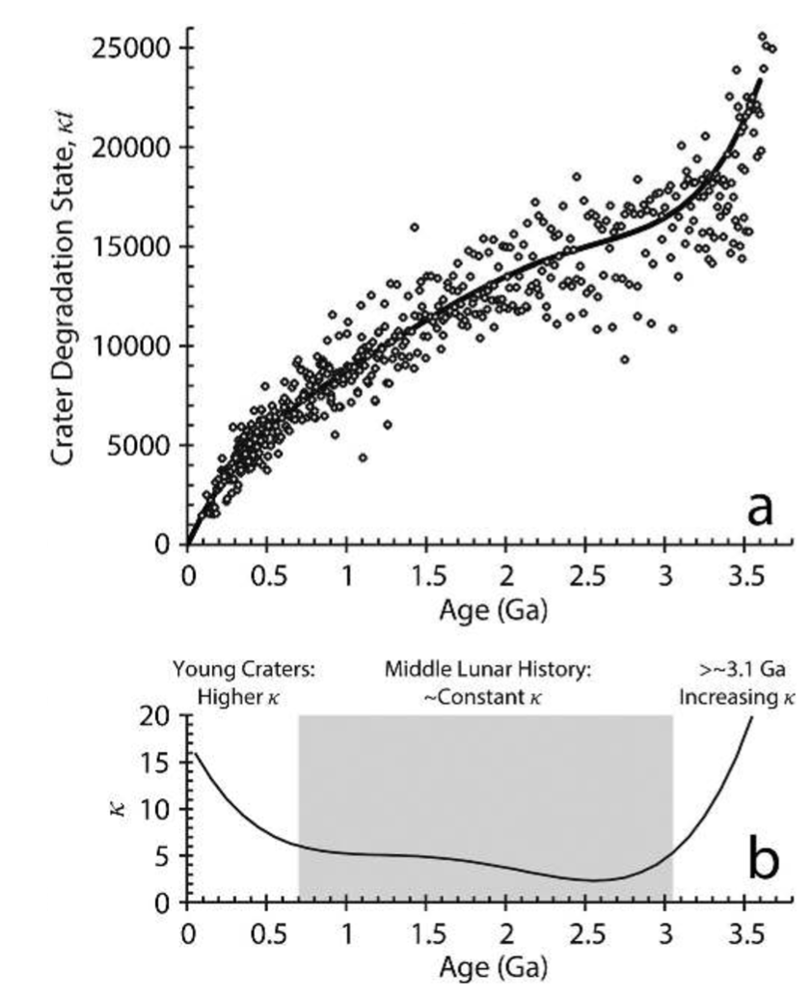 Crater Degradation State, κt
25000
20000
15000
10000
5000
0
0 0.5 1 1.5 2 2.5 3 3.5
Age (Ga)
a
Young Craters:
Higher κ
Middle Lunar History:
~Constant κ
>~3.1 Ga
Increasing κ
κ
20
15
10
5
0
0 0.5 1 1.5 2 2.5 3 3.5
Age (Ga)
b